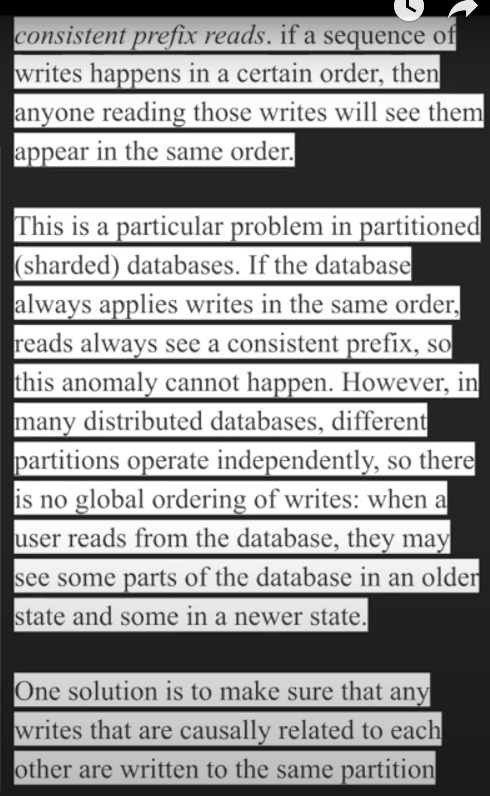 consistent prefix reads. if a sequence of
writes happens in a certain order, then
anyone reading those writes will see them
appear in the same order.
This is a particular problem in partitioned
(sharded) databases. If the database
always applies writes in the same order,
reads always see a consistent prefix, so
this anomaly cannot happen. However, in
many distributed databases, different
partitions operate independently, so there
is no global ordering of writes: when a
user reads from the database, they may
see some parts of the database in an older
state and some in a newer state.
One solution is to make sure that any
writes that are causally related to each
other are written to the same partition